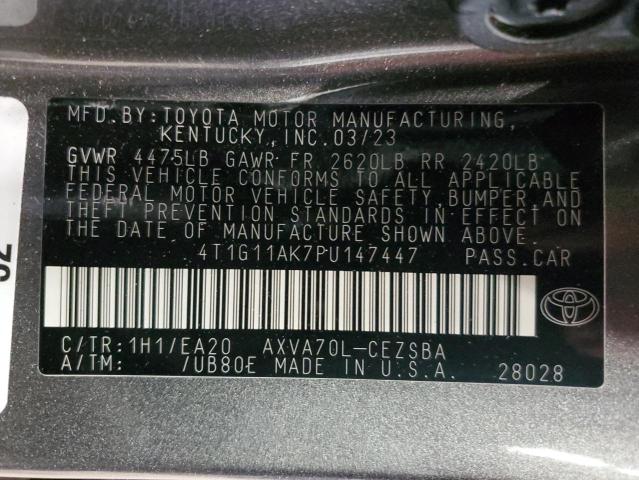 MFD.BY:TOYOTA MOTOR MANUFACTURING,
KENTUCKY,INC.03/23
GVWR 4475LB GAWR FR 2620LB RR 2420LB
THIS VEHICLE CONFORMS TO ALL APPLICABLE
FEDERAL MOTOR VEHICLE SAFETY,BUMPER,AND
THEFT PREVENTION STANDARDS IN EFFECT ON
THE DATE OF MANUFACTURE SHOWN ABOVE.
4T1G11AK7PU147447 PASS.CAR
C/TR:1H1/EA20 AXVA70L-CEZSBA
A/TM: /UB80E MADE IN U.S.A. 28028